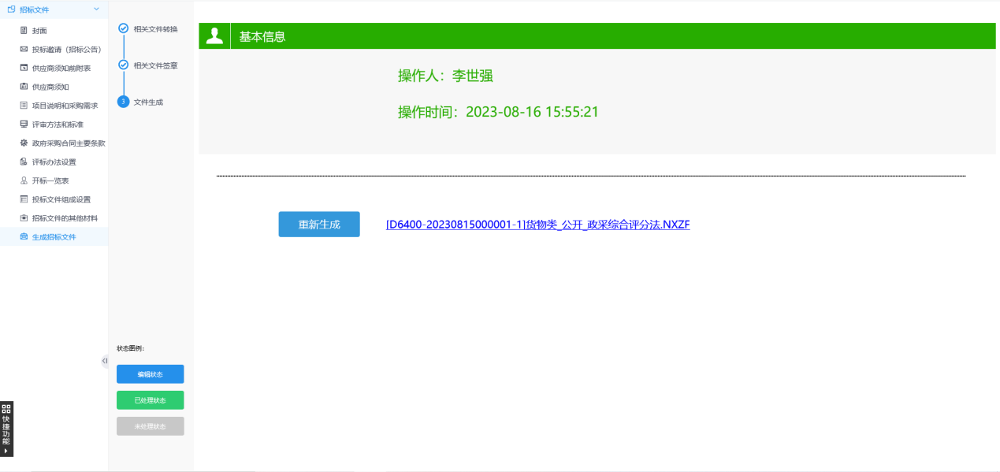 招标文件
封面
投标邀请（招标公告）
供应商须知前附表
供应商须知
项目说明和采购需求
评审方法和标准
政府采购合同主要条款
评标办法设置
开标一览表
投标文件组成设置
招标文件的其他材料
生成招标文件
快捷功能
相关文件转换
相关文件签章
3 文件生成
状态图例：
编辑状态
已处理状态
未处理状态
基本信息
操作人：李世强
操作时间：2023-08-16 15:55:21
重新生成
[D6400-20230815000001-1]货物类_公开_政采综合评分法.NXZF